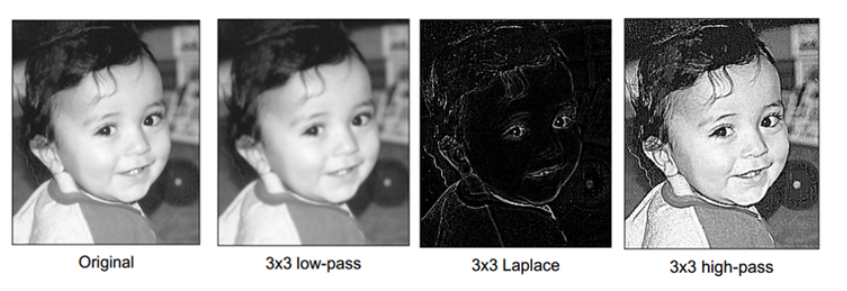 Original
3x3 low-pass
3x3 Laplace
3x3 high-pass